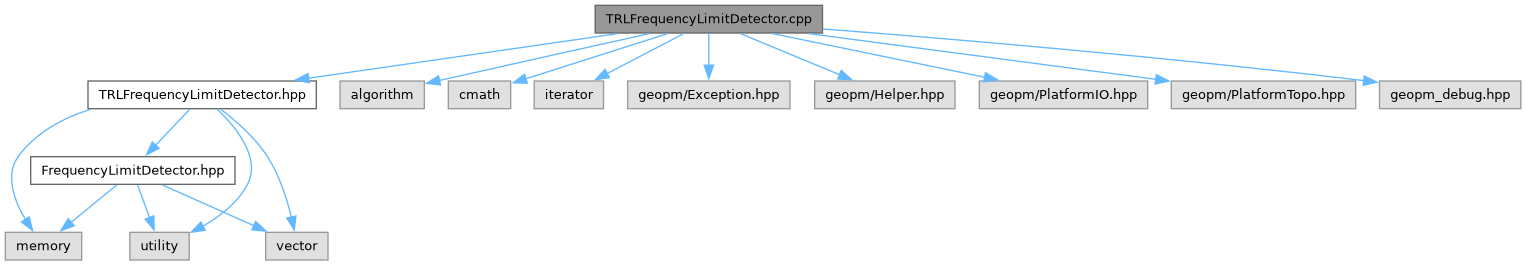 TRLFrequencyLimitDetector.cpp
TRLFrequencyLimitDetector.hpp
algorithm
cmath
iterator
geopm/Exception.hpp
geopm/Helper.hpp
geopm/PlatformIO.hpp
geopm/PlatformTopo.hpp
geopm_debug.hpp
FrequencyLimitDetector.hpp
memory
utility
vector